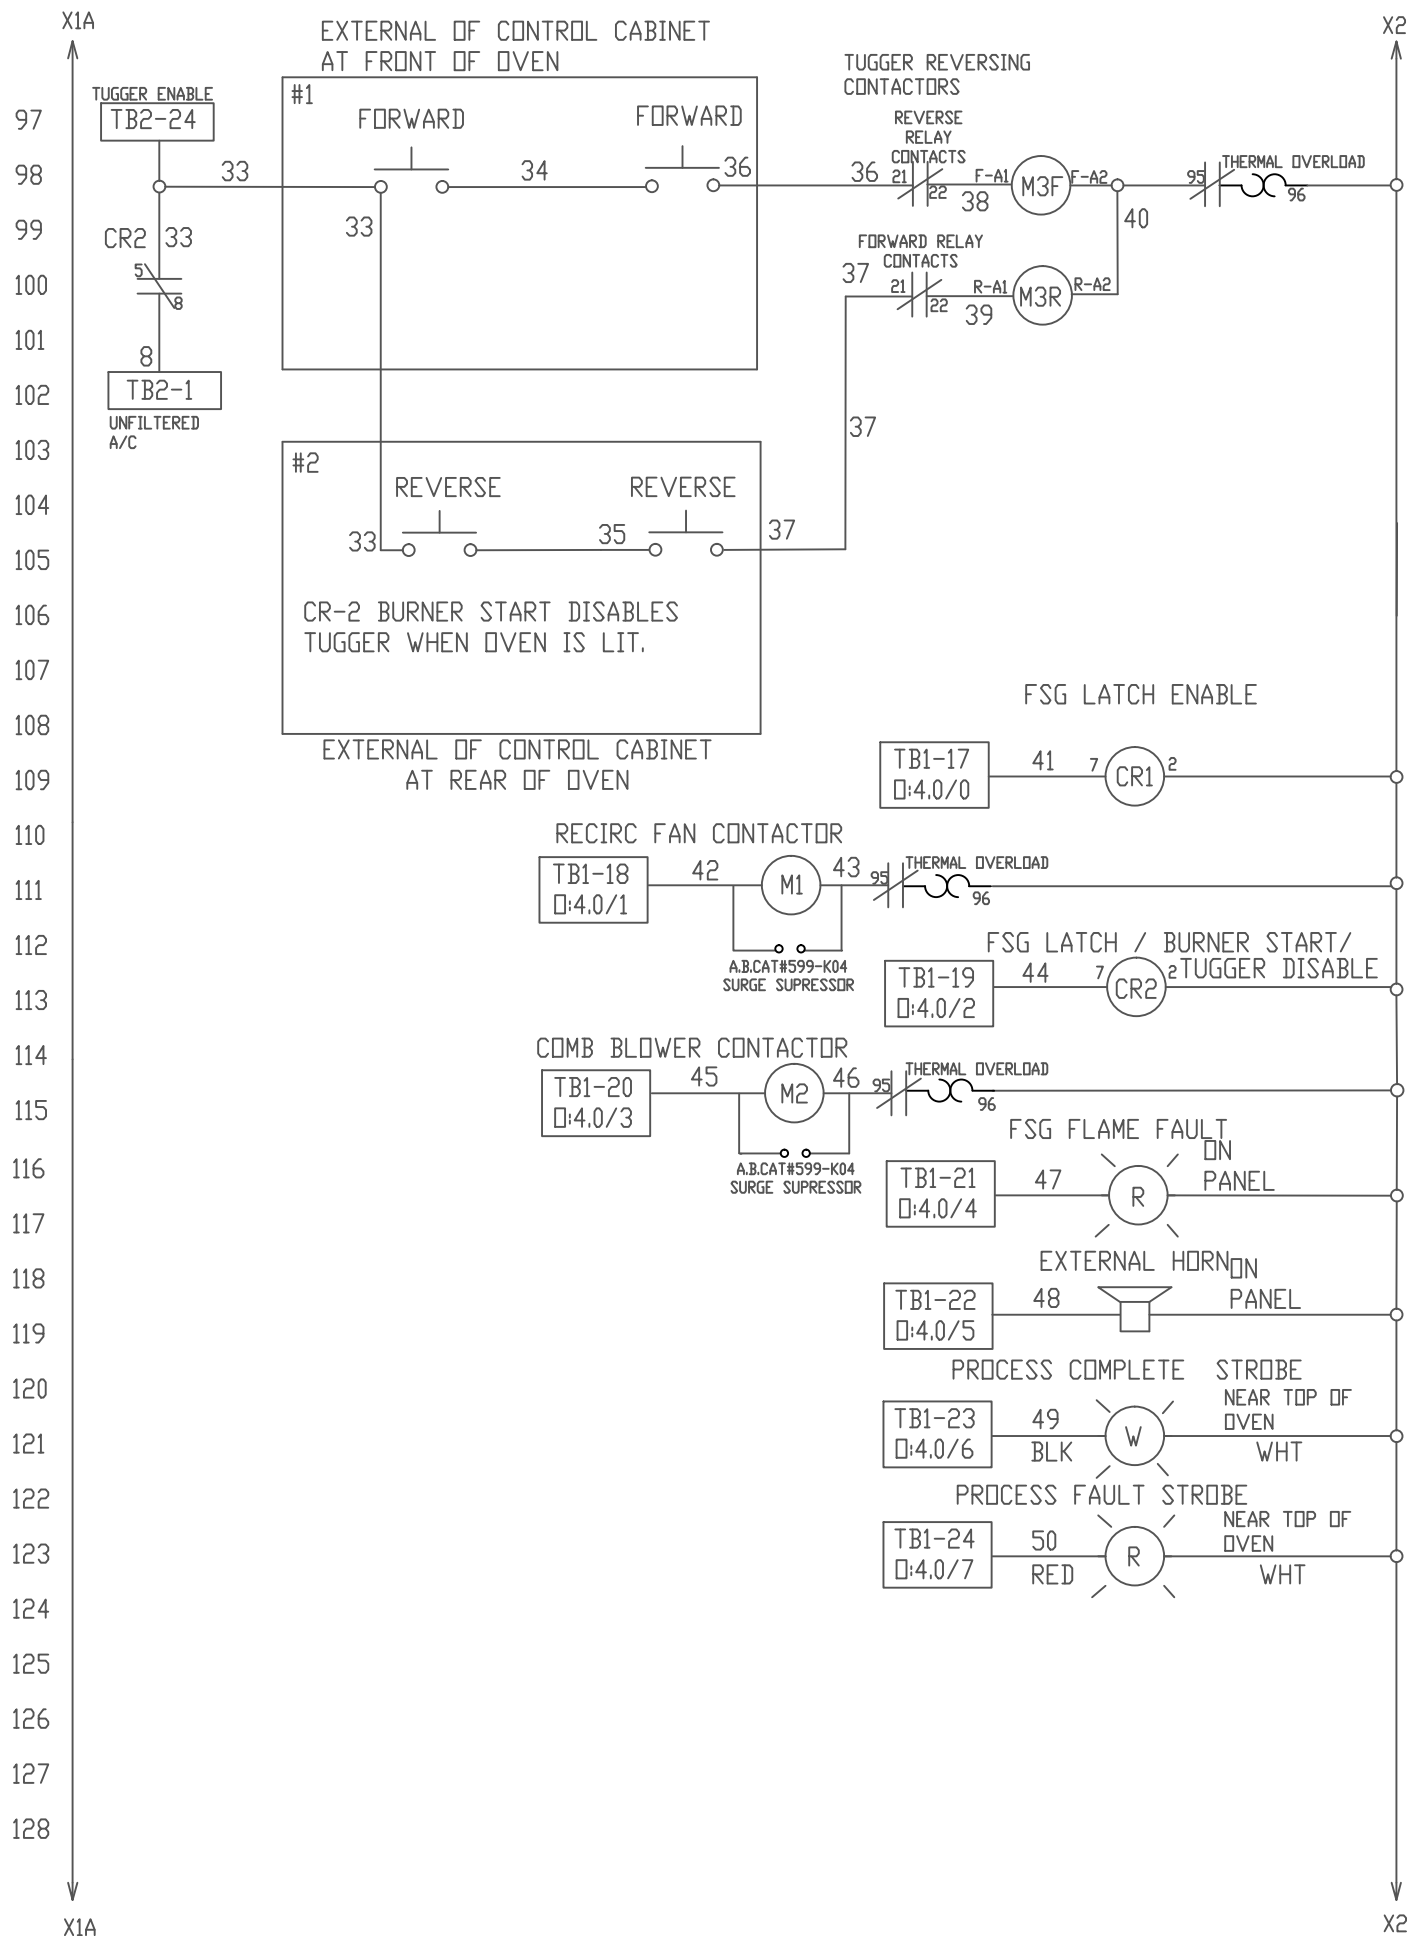 X1A
X2
EXTERNAL OF CONTROL CABINET
AT FRONT OF OVEN
TUGGER REVERSING
CONTACTORS
TUGGER ENABLE
#1
97
TB2-24
FORWARD
FORWARD
REVERSE
RELAY
CONTACTS
98
33
34
36
36
21
22
F-A1
38
M3F
F-A2
95
THERMAL OVERLOAD
96
99
CR2
33
33
40
FORWARD RELAY
CONTACTS
100
5
8
37
21
22
R-A1
39
M3R
R-A2
101
8
102
TB2-1
UNFILTERED
A/C
103
37
#2
104
REVERSE
REVERSE
105
33
35
37
106
CR-2 BURNER START DISABLES
TUGGER WHEN OVEN IS LIT.
107
FSG LATCH ENABLE
108
EXTERNAL OF CONTROL CABINET
AT REAR OF OVEN
109
TB1-17
O:4.0/0
41
7
CR1
2
110
RECIRC FAN CONTACTOR
111
TB1-18
O:4.0/1
42
M1
43
95
THERMAL OVERLOAD
96
112
A.B.CAT#599-K04
SURGE SUPRESSOR
FSG LATCH / BURNER START/
TUGGER DISABLE
113
TB1-19
O:4.0/2
44
7
CR2
2
114
COMB BLOWER CONTACTOR
115
TB1-20
O:4.0/3
45
M2
46
95
THERMAL OVERLOAD
96
A.B.CAT#599-K04
SURGE SUPRESSOR
FSG FLAME FAULT
ON
PANEL
116
TB1-21
O:4.0/4
47
R
117
118
EXTERNAL HORN
ON
PANEL
TB1-22
O:4.0/5
48
119
120
PROCESS COMPLETE STROBE
NEAR TOP OF
OVEN
121
TB1-23
O:4.0/6
49
BLK
W
WHT
122
PROCESS FAULT STROBE
NEAR TOP OF
OVEN
123
TB1-24
O:4.0/7
50
RED
R
WHT
124
125
126
127
128
X1A
X2